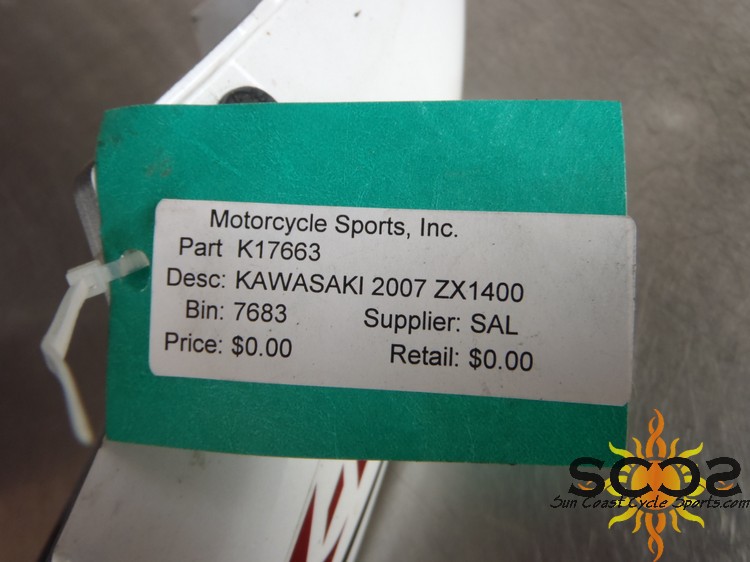 Motorcycle Sports, Inc.
Part K17663
Desc: KAWASAKI 2007 ZX1400
Bin: 7683 Supplier: SAL
Price: $0.00 Retail: $0.00
SCCS
Sun Coast Cycle Sports.com